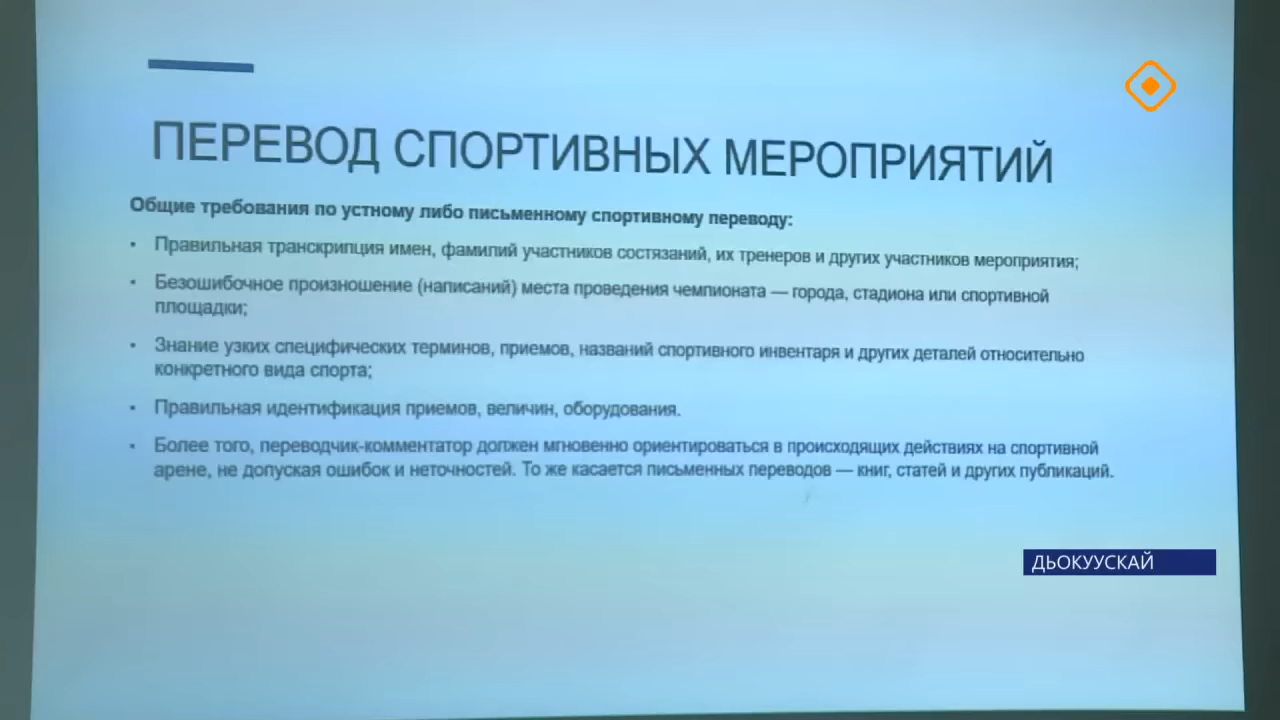 ПЕРЕВОД СПОРТИВНЫХ МЕРОПРИЯТИЙ
Общие требования по устному либо письменному спортивному переводу:
• Правильная транскрипция имен, фамилий участников состязаний, их тренеров и других участников мероприятия;
• Безошибочное произношение (написаний) места проведения чемпионата — города, стадиона или спортивной
площадки;
• Знание узких специфических терминов, приемов, названий спортивного инвентаря и других деталей относительно
конкретного вида спорта;
• Правильная идентификация приемов, величин, оборудования.
• Более того, переводчик-комментатор должен мгновенно ориентироваться в происходящих действиях на спортивной
арене, не допуская ошибок и неточностей. То же касается письменных переводов — книг, статей и других публикаций.
ДЬОКУУСКАЙ